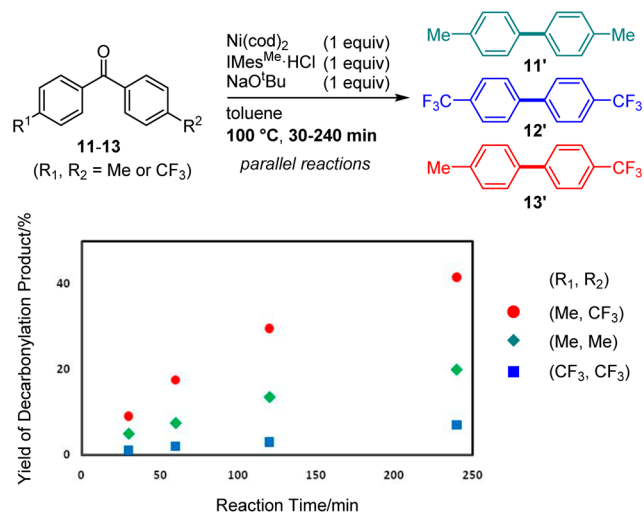 O
R¹
R²
11-13
(R₁, R₂ = Me or CF₃)
Ni(cod)₂ (1 equiv)
IMesᴹᵉ·HCl (1 equiv)
NaOᵗBu (1 equiv)
toluene
100 °C, 30-240 min
parallel reactions
Me
Me
11'
F₃C
CF₃
12'
Me
CF₃
13'
Yield of Decarbonylation Product/%
40
20
0
0 50 100 150 200 250
Reaction Time/min
(R₁, R₂)
(Me, CF₃)
(Me, Me)
(CF₃, CF₃)